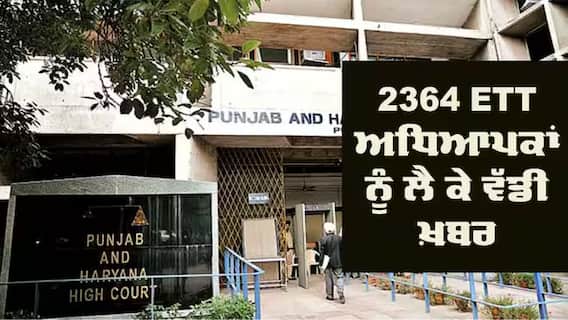 PUNJAB AND HA
2364 ETT
ਅਧਿਆਪਕਾਂ
ਨੂੰ ਲੈ ਕੇ ਵੱਡੀ
ਖ਼ਬਰ
PUNJAB
AND
HARYANA
HIGH COURT